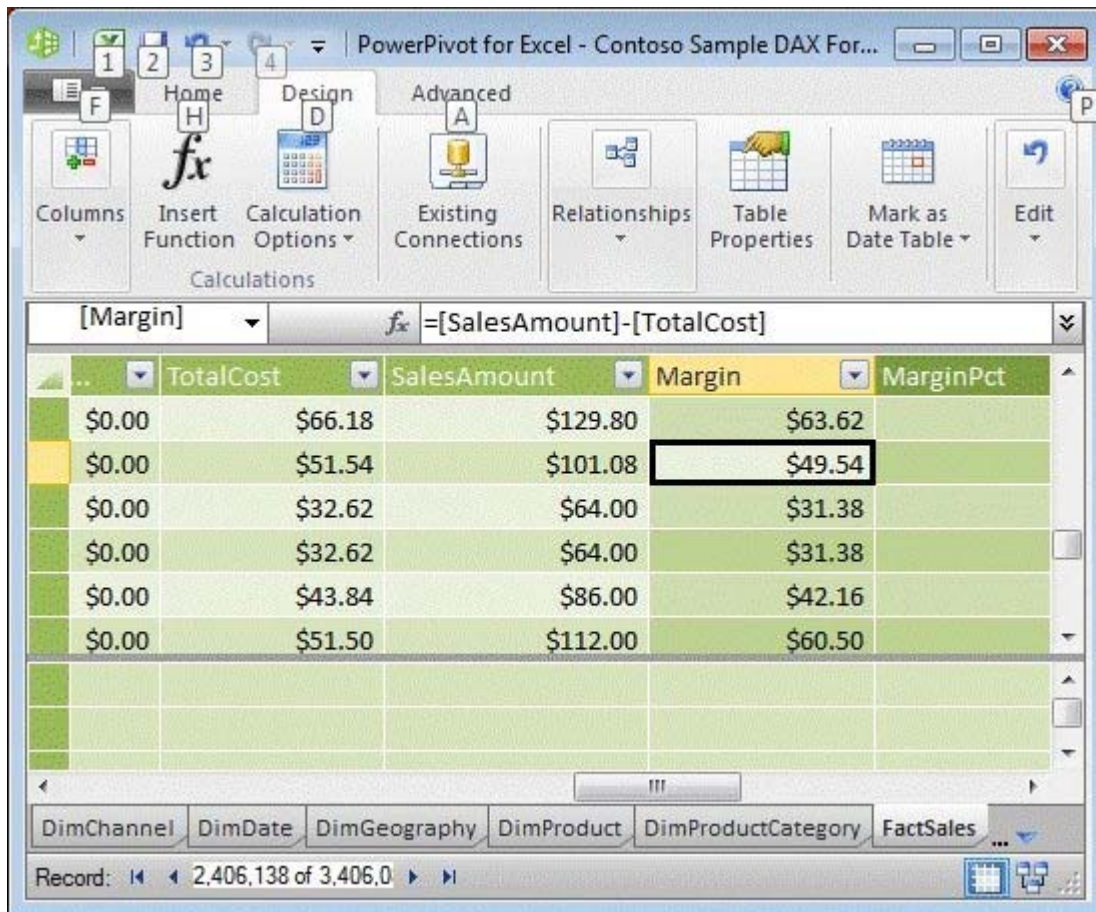 PowerPivot for Excel - Contoso Sample DAX For...
1 2 3 4
Home Design Advanced
F H D A P
Columns Insert Function Calculation Options Existing Connections Relationships Table Properties Mark as Date Table Edit
Calculations
[Margin] fx =[SalesAmount]-[TotalCost]
... TotalCost SalesAmount Margin MarginPct
$0.00 $66.18 $129.80 $63.62
$0.00 $51.54 $101.08 $49.54
$0.00 $32.62 $64.00 $31.38
$0.00 $32.62 $64.00 $31.38
$0.00 $43.84 $86.00 $42.16
$0.00 $51.50 $112.00 $60.50
DimChannel DimDate DimGeography DimProduct DimProductCategory FactSales ...
Record: 2,406,138 of 3,406,0